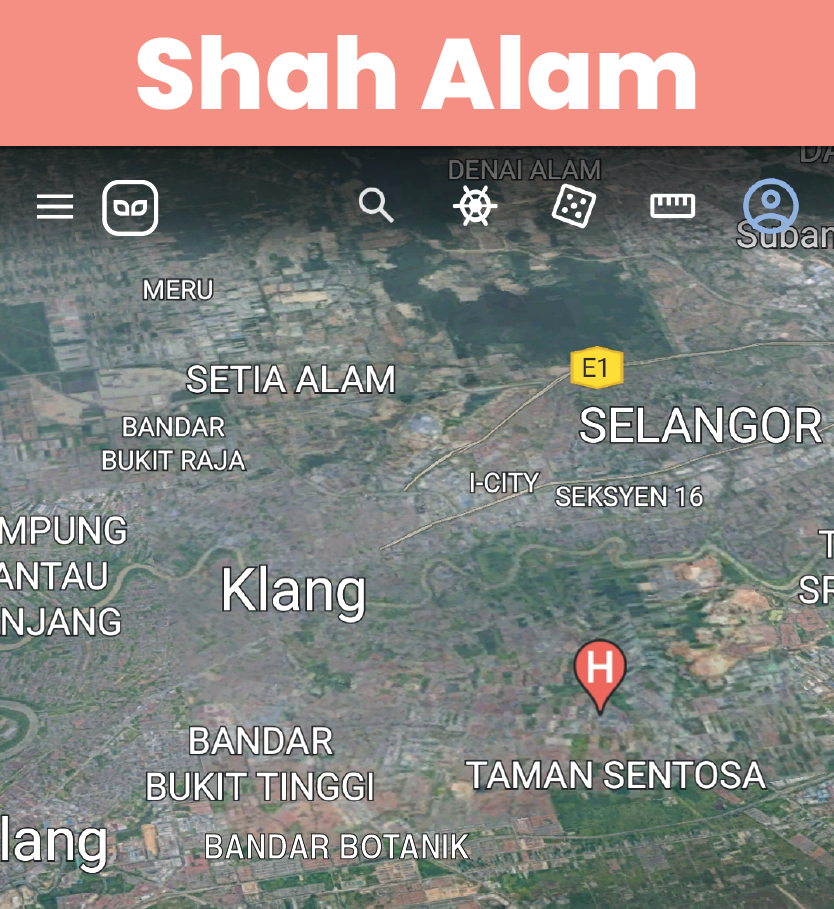 Shah Alam
DENAI ALAM
MERU
SETIA ALAM
E1
SELANGOR
BANDAR
BUKIT RAJA
I-CITY
SEKSYEN 16
MPUNG
ANTAU
NJANG
Klang
H
BANDAR
BUKIT TINGGI
TAMAN SENTOSA
lang
BANDAR BOTANIK